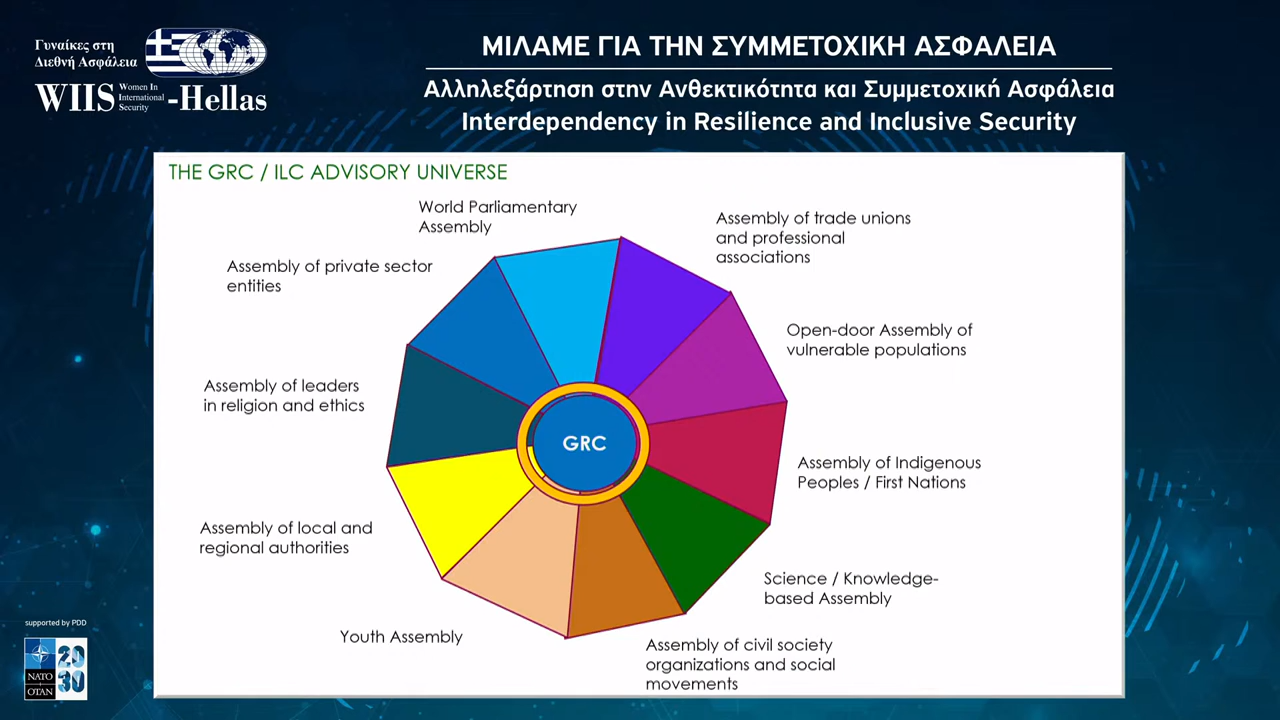 Γυναίκες στη
Διεθνή Ασφάλεια
WIIS Women In International Security -Hellas
ΜΙΛΑΜΕ ΓΙΑ ΤΗΝ ΣΥΜΜΕΤΟΧΙΚΗ ΑΣΦΑΛΕΙΑ
Αλληλεξάρτηση στην Ανθεκτικότητα και Συμμετοχική Ασφάλεια
Interdependency in Resilience and Inclusive Security
THE GRC / ILC ADVISORY UNIVERSE
World Parliamentary
Assembly
Assembly of trade unions
and professional
associations
Assembly of private sector
entities
Open-door Assembly of
vulnerable populations
Assembly of leaders
in religion and ethics
GRC
Assembly of Indigenous
Peoples / First Nations
Assembly of local and
regional authorities
Science / Knowledge-
based Assembly
Youth Assembly
Assembly of civil society
organizations and social
movements
supported by PDD
NATO
OTAN
20
30